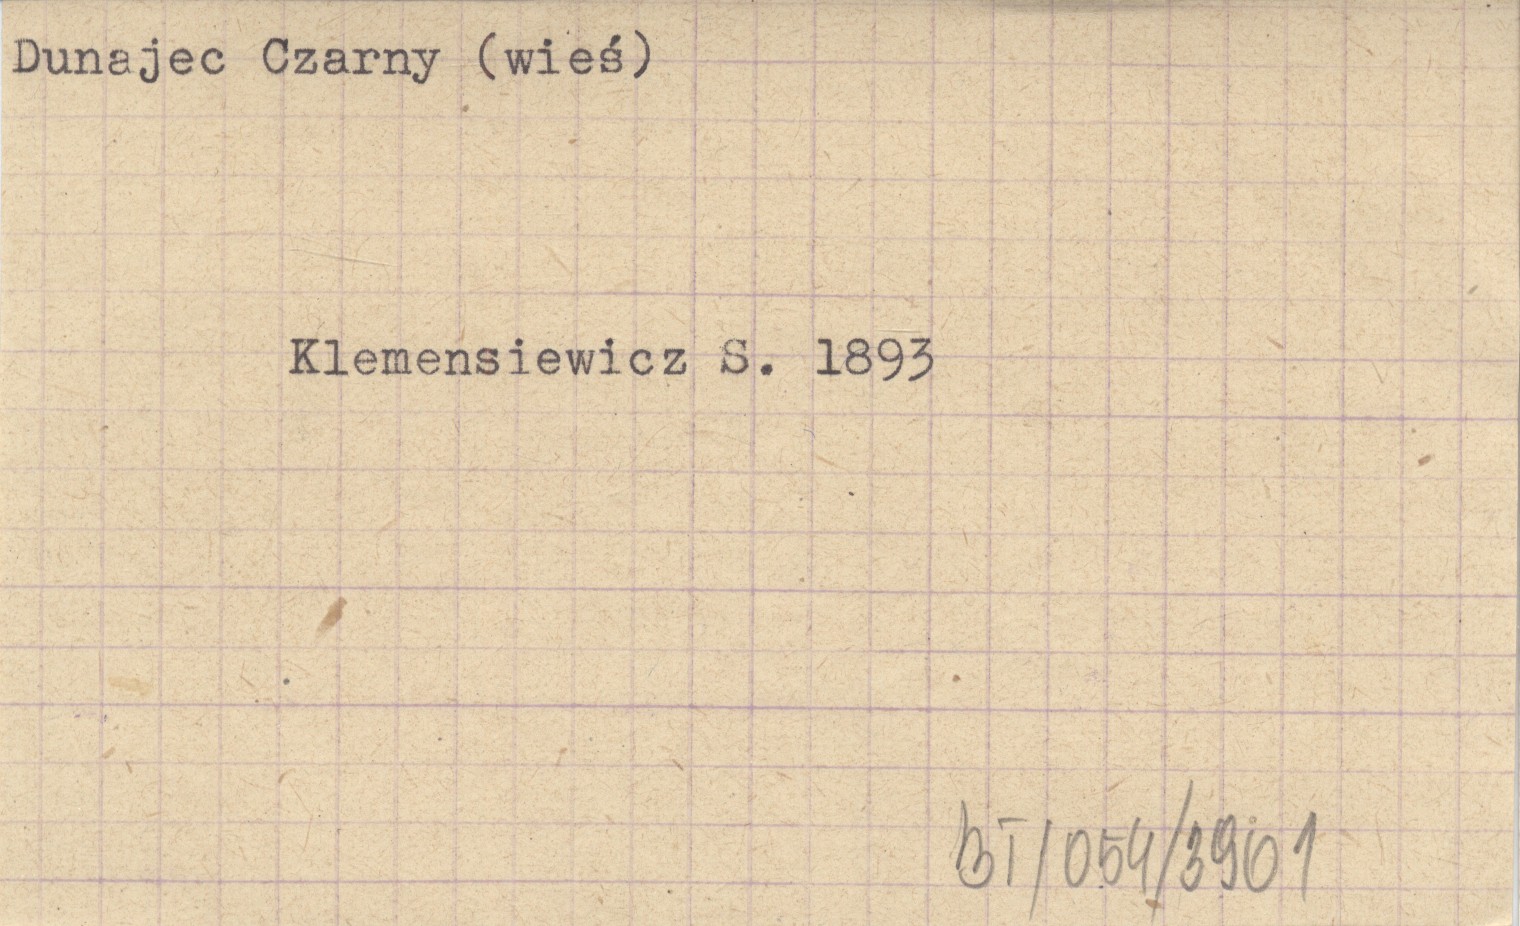 Dunajec Czarny (wieś)
Klemensiewicz S. 1893
BT/054/3901